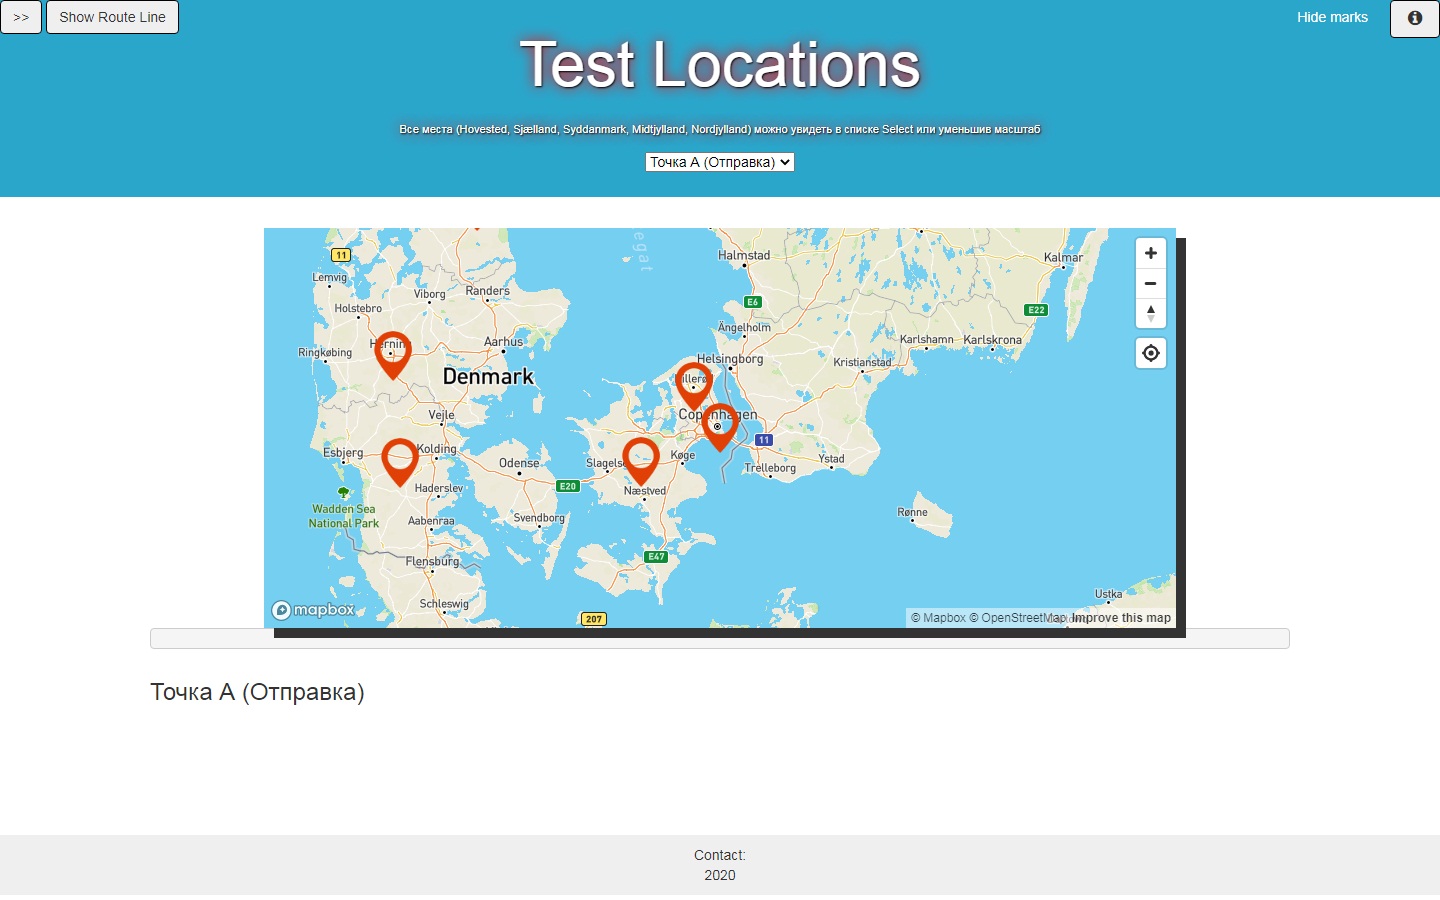 >>
Show Route Line
Hide marks
Test Locations
Все места (Hovested, Sjælland, Syddanmark, Midtjylland, Nordjylland) можно увидеть в списке Select или уменьшив масштаб
Точка А (Отправка)
egat
11
Halmstad
Kalmar
Lemvig
Viborg
Randers
Holstebro
E6
E22
Ängelholm
Herning
Aarhus
Karlshamn
Karlskrona
Ringkøbing
Helsingborg
Kristianstad
Denmark
Vejle
Copenhagen
11
Esbjerg
Kolding
Odense
Køge
Ystad
Trelleborg
Haderslev
E20
Næstved
Wadden Sea
National Park
Aabenraa
Svendborg
Rønne
E47
Flensburg
Schleswig
Ustka
mapbox
207
© Mapbox © OpenStreetMap Improve this map
Точка А (Отправка)
Contact:
2020